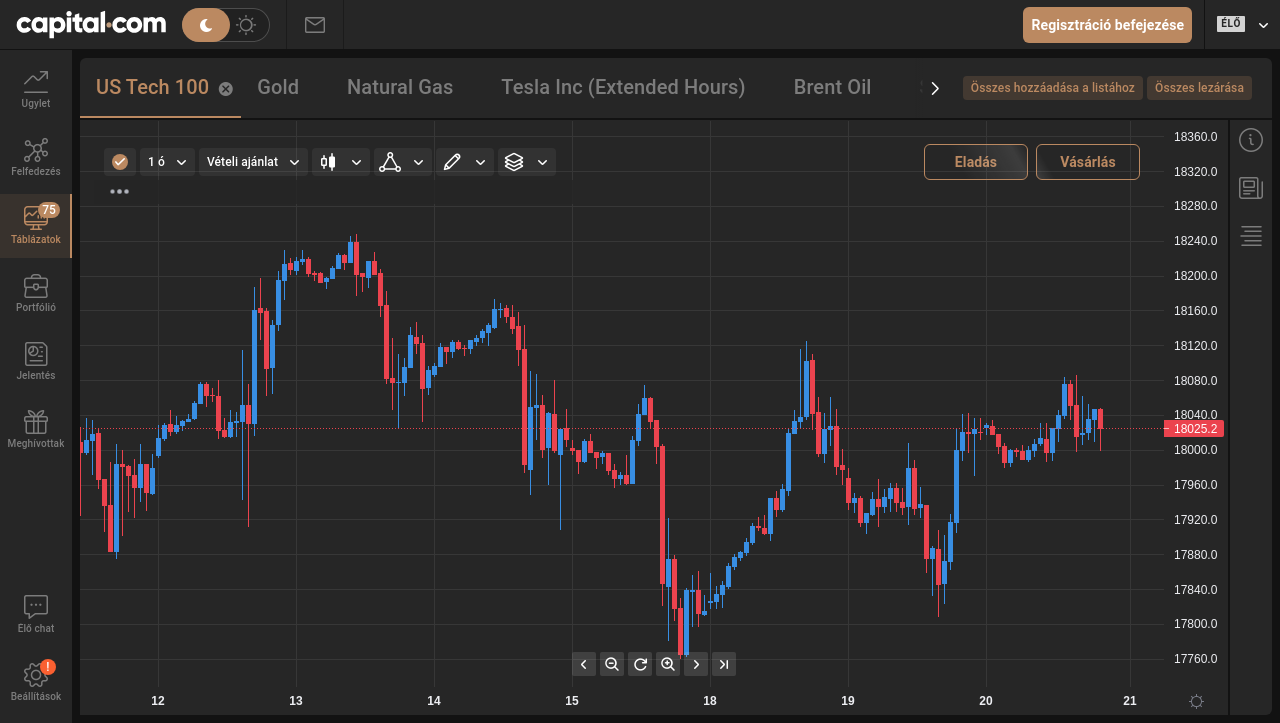 capital.com
Regisztráció befejezése
ÉLŐ
Ügylet
Felfedezés
75
Táblázatok
Portfólió
Jelentés
Meghívottak
Élő chat
!
Beállítások
US Tech 100
Gold
Natural Gas
Tesla Inc (Extended Hours)
Brent Oil
Összes hozzáadása a listához
Összes lezárása
1 ó
Vételi ajánlat
Eladás
Vásárlás
18360.0
18320.0
18280.0
18240.0
18200.0
18160.0
18120.0
18080.0
18040.0
18025.2
18000.0
17960.0
17920.0
17880.0
17840.0
17800.0
17760.0
12
13
14
15
18
19
20
21